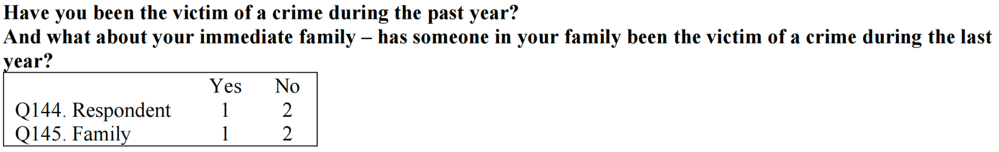 Have you been the victim of a crime during the past year?
And what about your immediate family – has someone in your family been the victim of a crime during the last
year?
Yes No
Q144. Respondent 1 2
Q145. Family 1 2